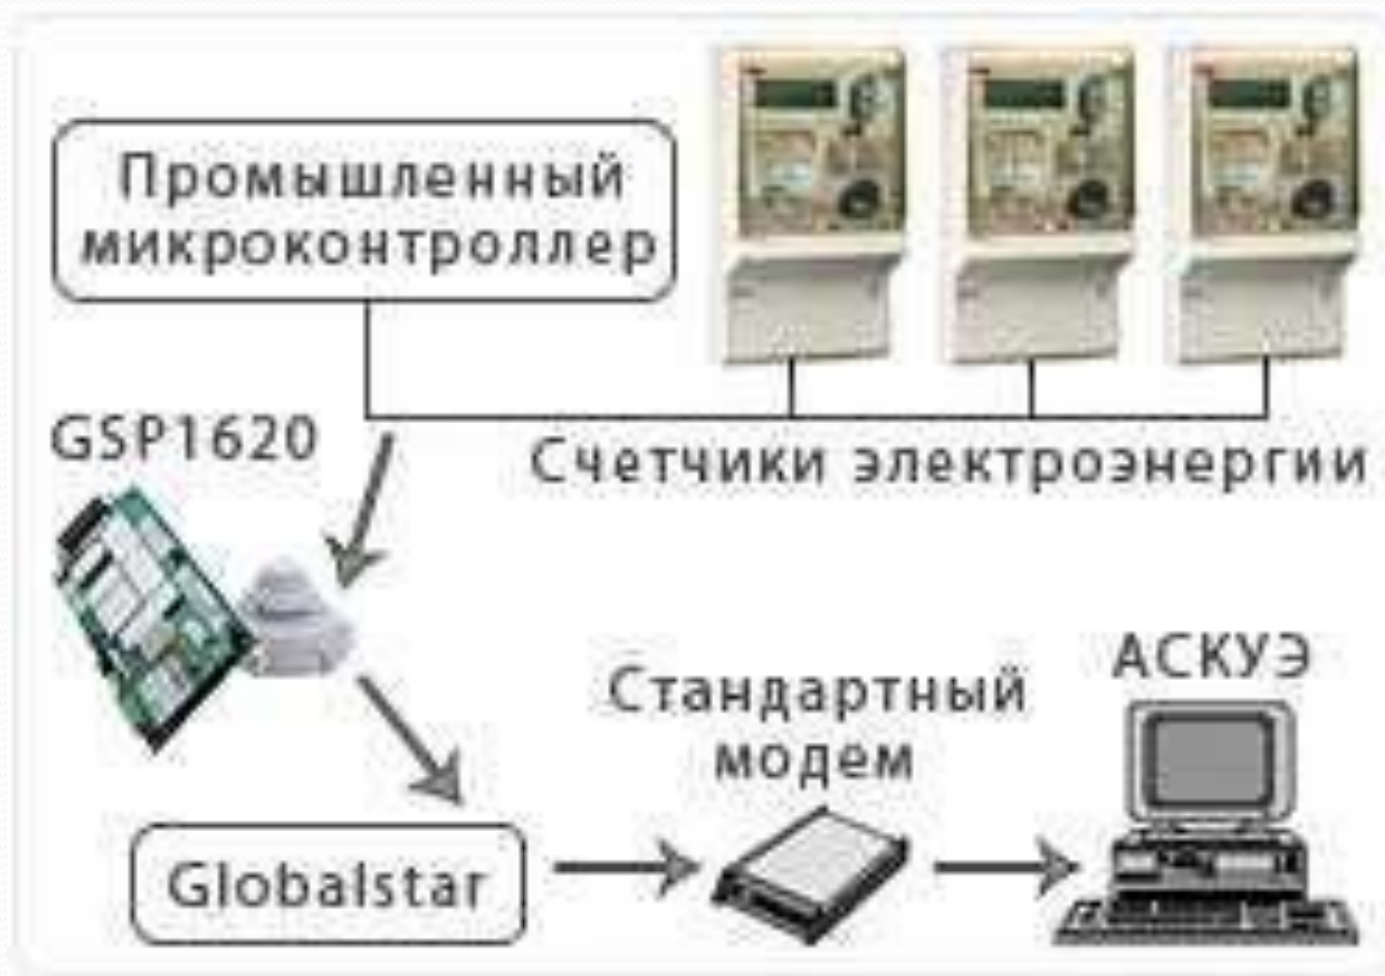 Промышленный
микроконтроллер
GSP1620
Счетчики электроэнергии
АСКУЭ
Стандартный
модем
Globalstar